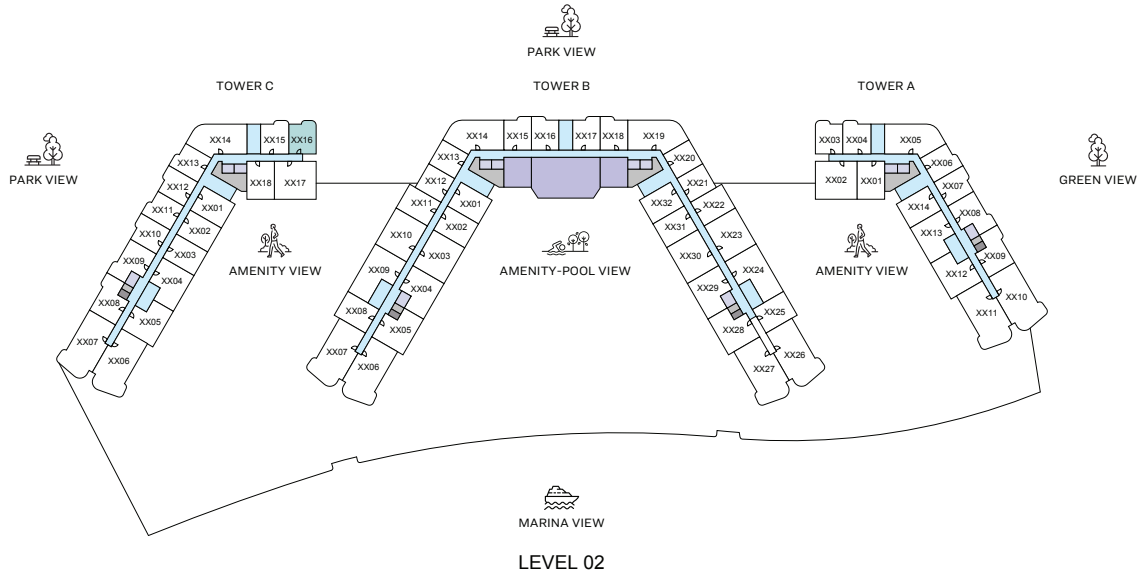 PARK VIEW
TOWER C
TOWER B
TOWER A
PARK VIEW
GREEN VIEW
XX14
XX15
XX16
XX13
XX18
XX17
XX12
XX01
XX11
XX02
XX10
XX03
XX09
XX04
XX08
XX05
XX07
XX06
AMENITY VIEW
XX14
XX15
XX16
XX17
XX18
XX19
XX13
XX20
XX12
XX21
XX11
XX01
XX32
XX22
XX02
XX31
XX23
XX10
XX03
XX30
XX24
XX09
XX04
XX29
XX25
XX08
XX05
XX28
XX07
XX06
XX27
XX26
AMENITY-POOL VIEW
XX03
XX04
XX05
XX02
XX01
XX06
XX07
XX14
XX08
XX13
XX09
XX12
XX10
XX11
AMENITY VIEW
MARINA VIEW
LEVEL 02